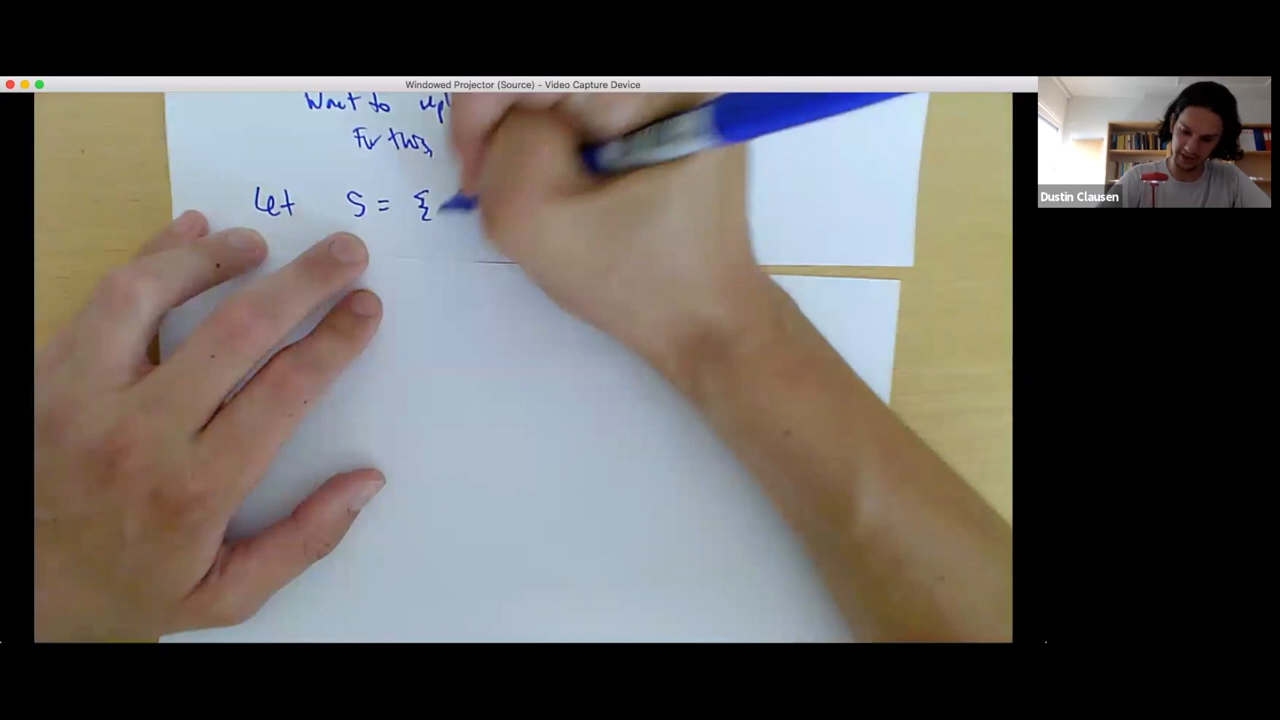 Windowed Projector (Source) - Video Capture Device
Want to
For this,
Let S = {
Dustin Clausen